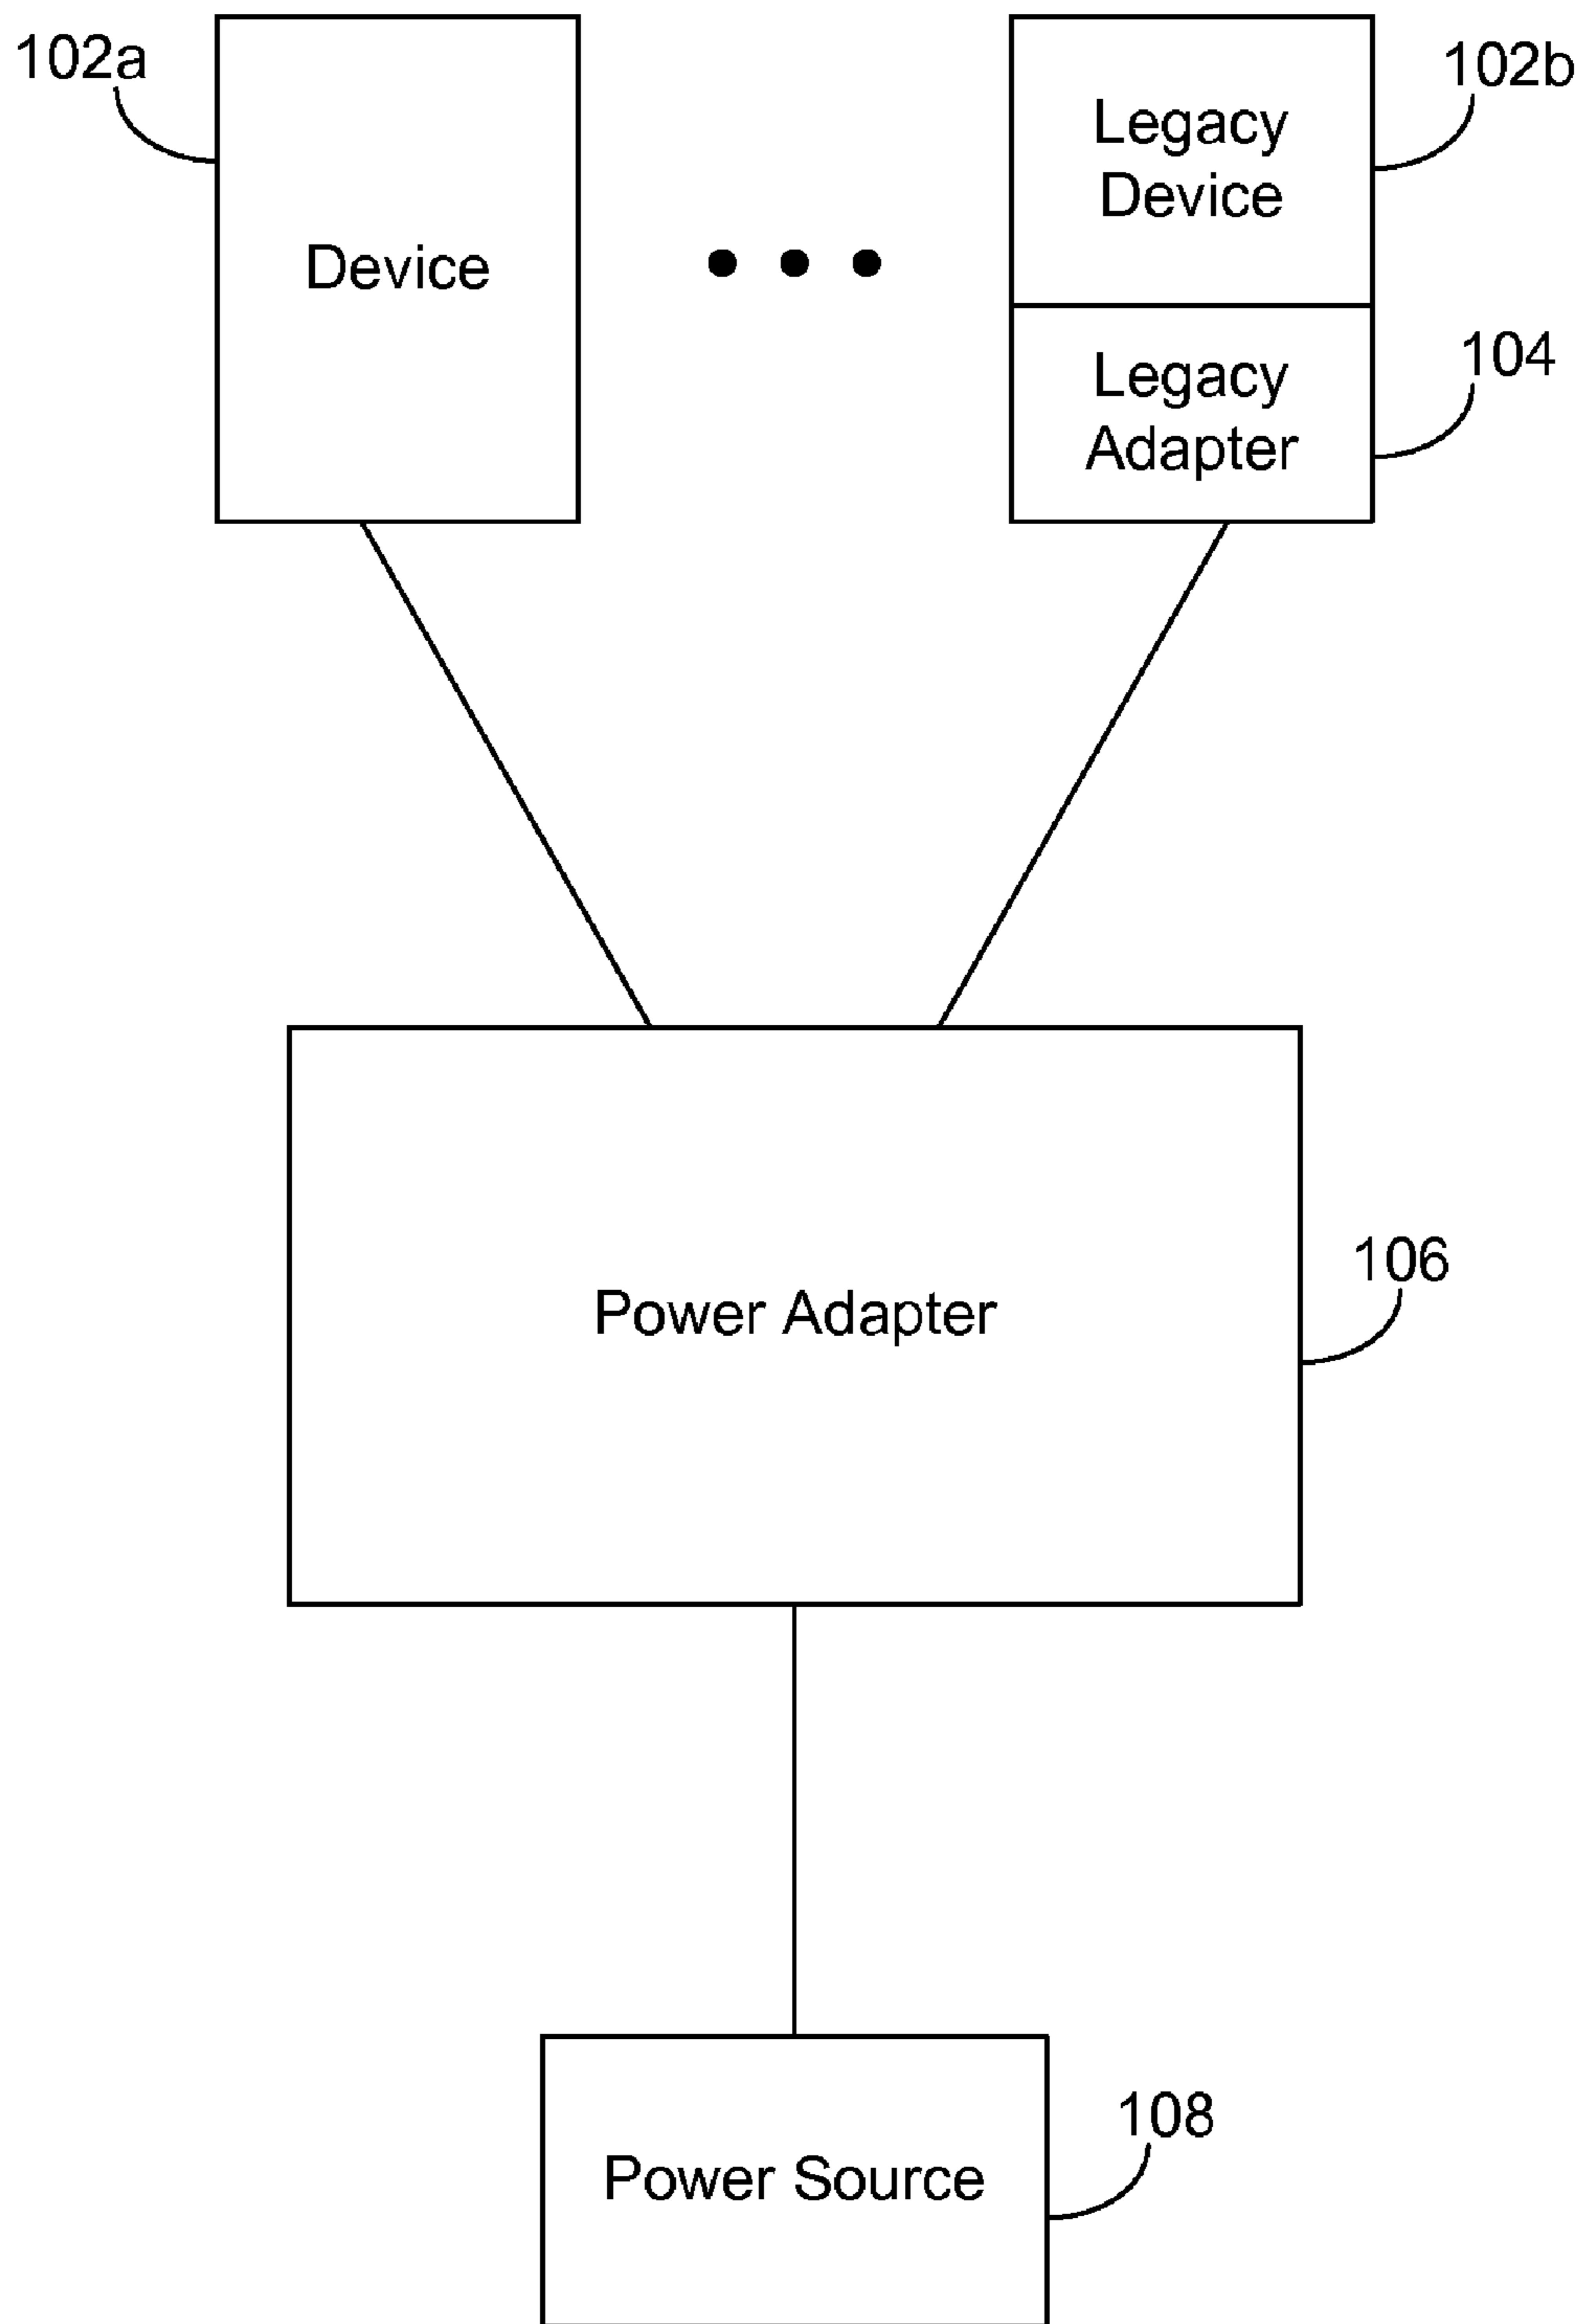 102a
102b
Legacy
Device
Device
104
Legacy
Adapter
106
Power Adapter
108
Power Source